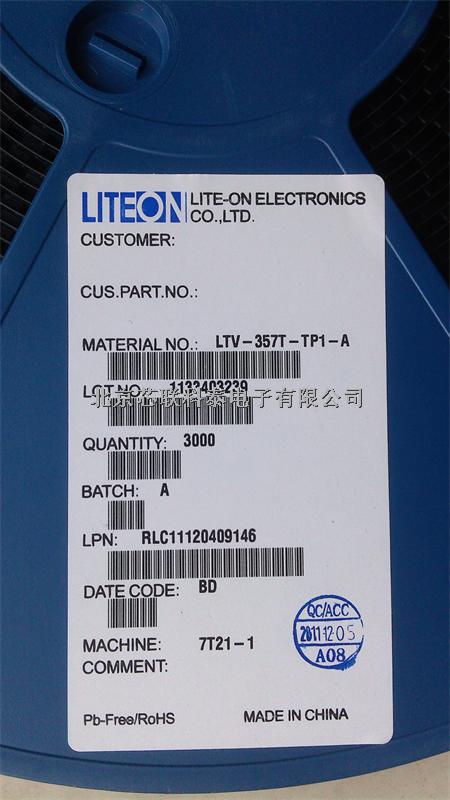 LITEON LITE-ON ELECTRONICS
CO.,LTD.
CUSTOMER:
CUS.PART.NO.:
MATERIAL NO.: LTV-357T-TP1-A
LOT NO.: 1133403239
北京芯联科泰电子有限公司
QUANTITY: 3000
BATCH: A
LPN: RLC11120409146
DATE CODE: BD
QC/ACC
2011.12.05
A08
MACHINE: 7T21-1
COMMENT:
Pb-Free/RoHS MADE IN CHINA